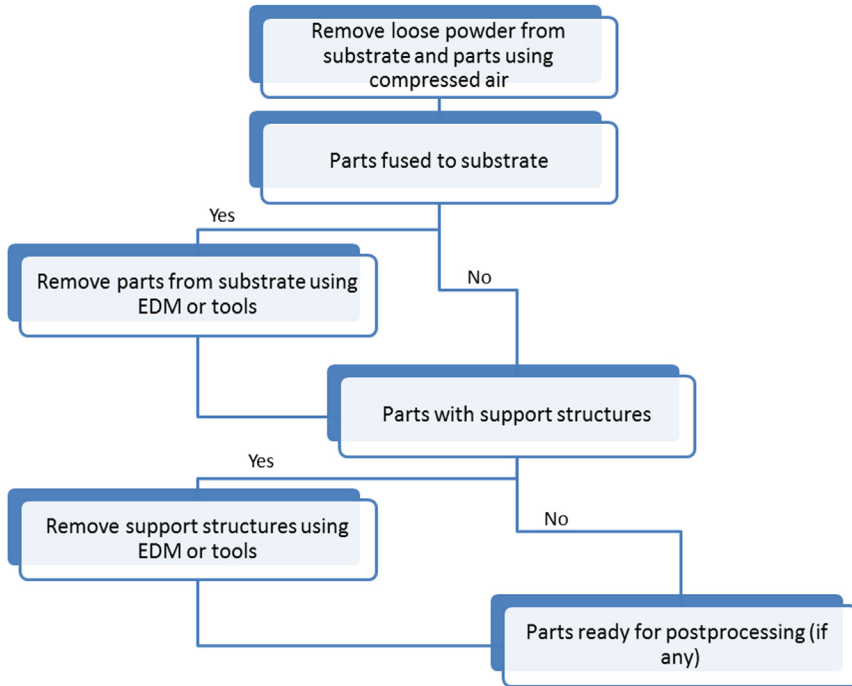 Remove loose powder from
substrate and parts using
compressed air
Parts fused to substrate
Yes
No
Remove parts from substrate using
EDM or tools
Parts with support structures
Yes
No
Remove support structures using
EDM or tools
Parts ready for postprocessing (if
any)